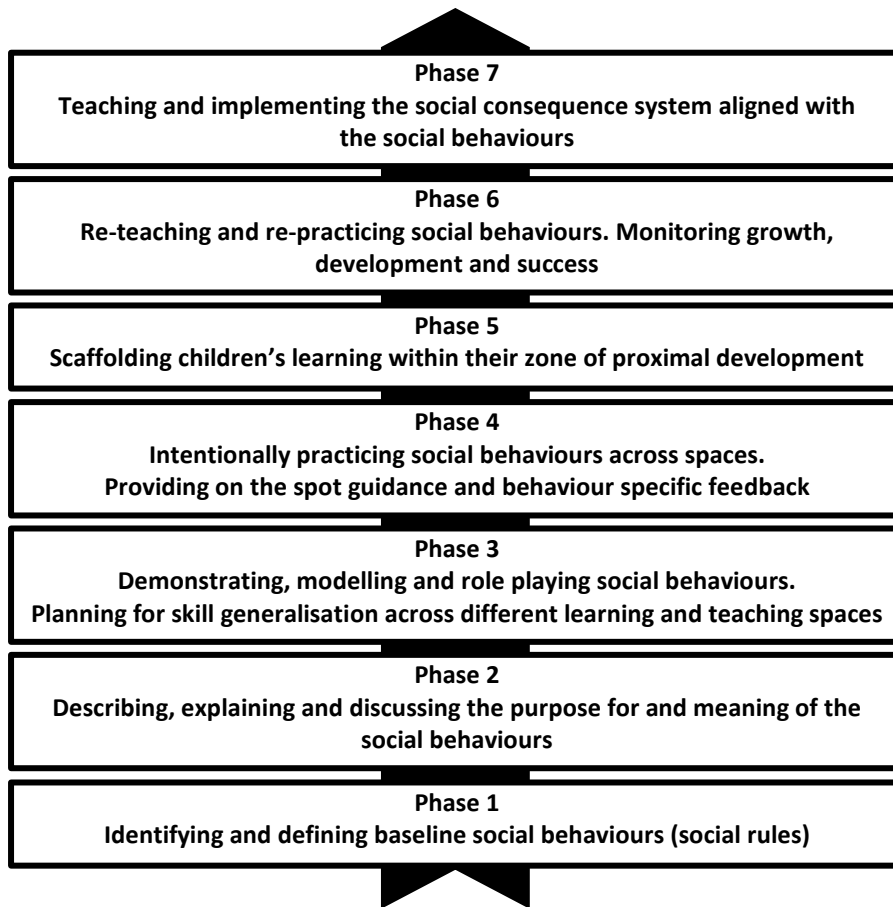 Phase 7
Teaching and implementing the social consequence system aligned with
the social behaviours
Phase 6
Re-teaching and re-practicing social behaviours. Monitoring growth,
development and success
Phase 5
Scaffolding children’s learning within their zone of proximal development
Phase 4
Intentionally practicing social behaviours across spaces.
Providing on the spot guidance and behaviour specific feedback
Phase 3
Demonstrating, modelling and role playing social behaviours.
Planning for skill generalisation across different learning and teaching spaces
Phase 2
Describing, explaining and discussing the purpose for and meaning of the
social behaviours
Phase 1
Identifying and defining baseline social behaviours (social rules)